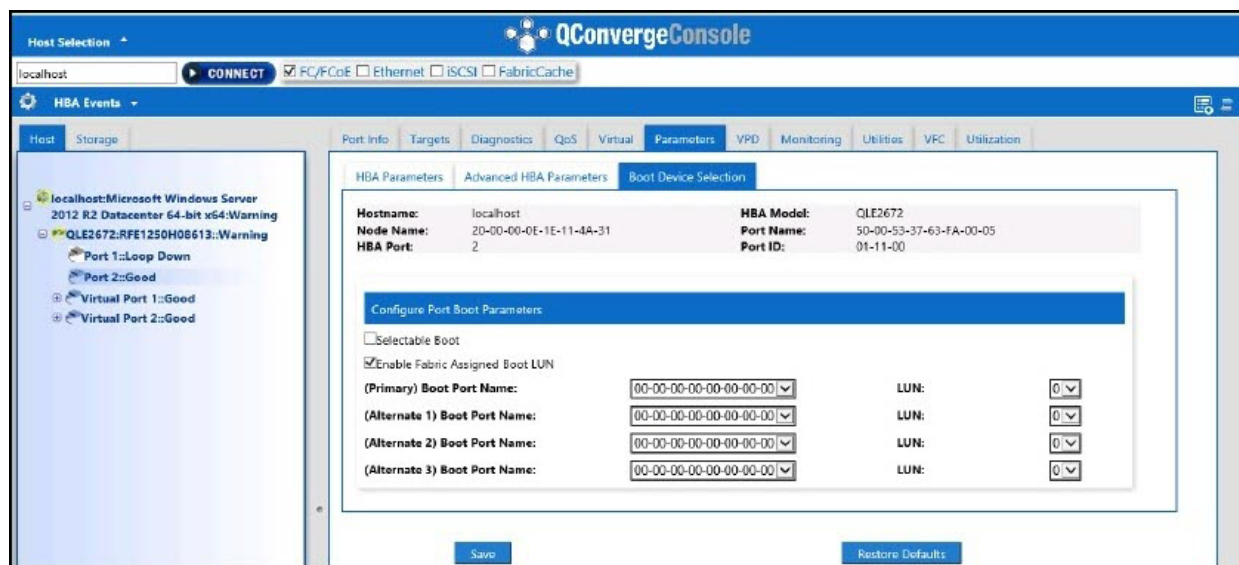 Host Selection
QConvergeConsole
localhost CONNECT FC/FCoE Ethernet iSCSI FabricCache
HBA Events
Host Storage
localhost:Microsoft Windows Server
2012 R2 Datacenter 64-bit x64:Warning
QLE2672:RFE1250H08613::Warning
Port 1::Loop Down
Port 2::Good
Virtual Port 1::Good
Virtual Port 2::Good
Port Info Targets Diagnostics QoS Virtual Parameters VPD Monitoring Utilities VFC Utilization
HBA Parameters Advanced HBA Parameters Boot Device Selection
Hostname: localhost HBA Model: QLE2672
Node Name: 20-00-00-0E-1E-11-4A-31 Port Name: 50-00-53-37-63-FA-00-05
HBA Port: 2 Port ID: 01-11-00
Configure Port Boot Parameters
Selectable Boot
Enable Fabric Assigned Boot LUN
(Primary) Boot Port Name: 00-00-00-00-00-00-00-00 LUN: 0
(Alternate 1) Boot Port Name: 00-00-00-00-00-00-00-00 LUN: 0
(Alternate 2) Boot Port Name: 00-00-00-00-00-00-00-00 LUN: 0
(Alternate 3) Boot Port Name: 00-00-00-00-00-00-00-00 LUN: 0
Save Restore Defaults